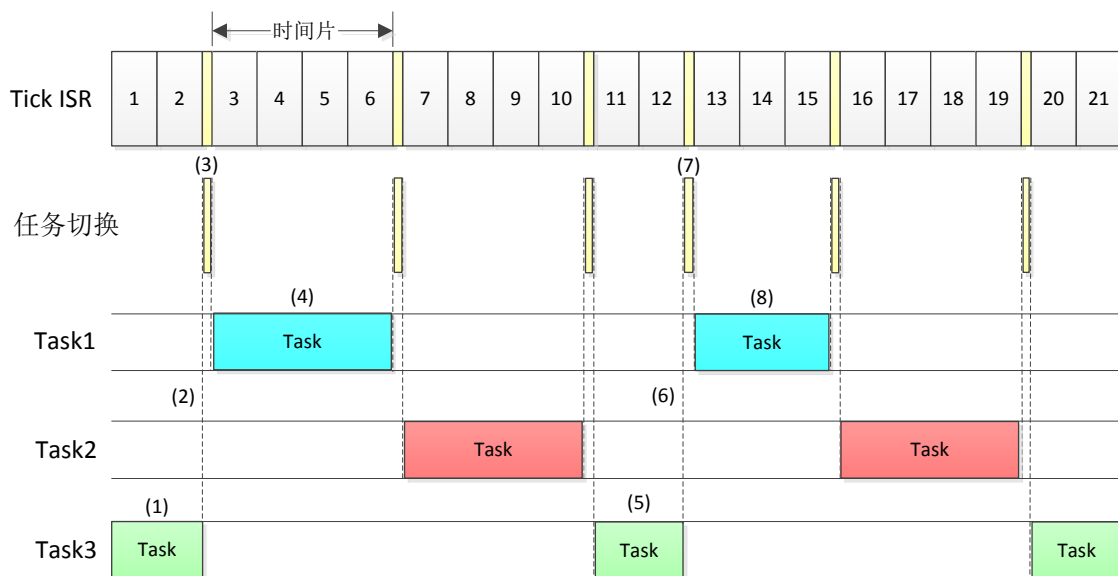 时间片
Tick ISR 1 2 3 4 5 6 7 8 9 10 11 12 13 14 15 16 17 18 19 20 21
(3) (7)
任务切换
(4) (8)
Task1 Task Task
(2) (6)
Task2 Task Task
(1) (5)
Task3 Task Task Task